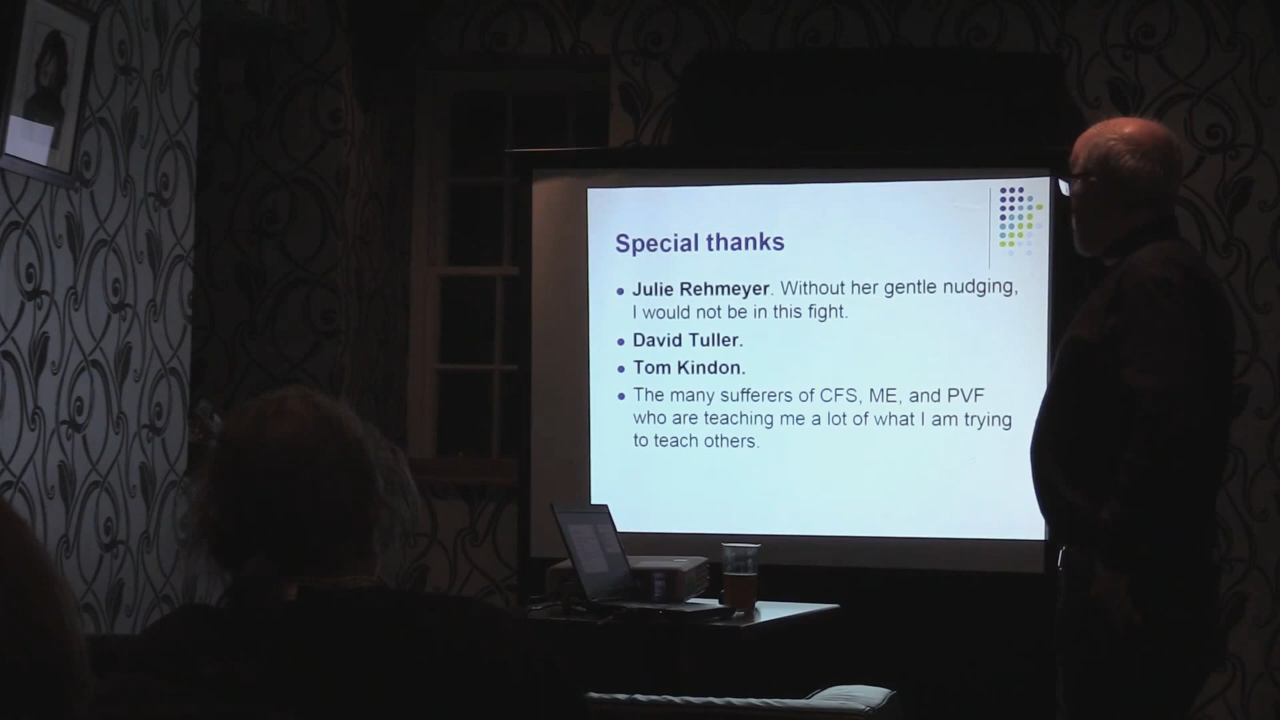 Special thanks
Julie Rehmeyer. Without her gentle nudging,
I would not be in this fight.
David Tuller.
Tom Kindon.
The many sufferers of CFS, ME, and PVF
who are teaching me a lot of what I am trying
to teach others.